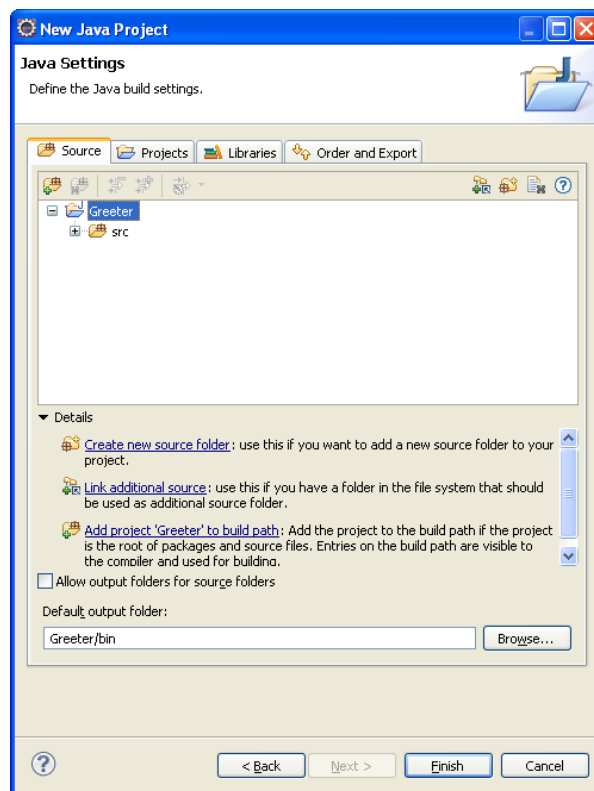 New Java Project
Java Settings
Define the Java build settings.
Source
Projects
Libraries
Order and Export
Greeter
src
Details
Create new source folder: use this if you want to add a new source folder to your
project.
Link additional source: use this if you have a folder in the file system that should
be used as additional source folder.
Add project 'Greeter' to build path: Add the project to the build path if the project
is the root of packages and source files. Entries on the build path are visible to
the compiler and used for building.
Allow output folders for source folders
Default output folder:
Greeter/bin
Browse...
< Back
Next >
Finish
Cancel